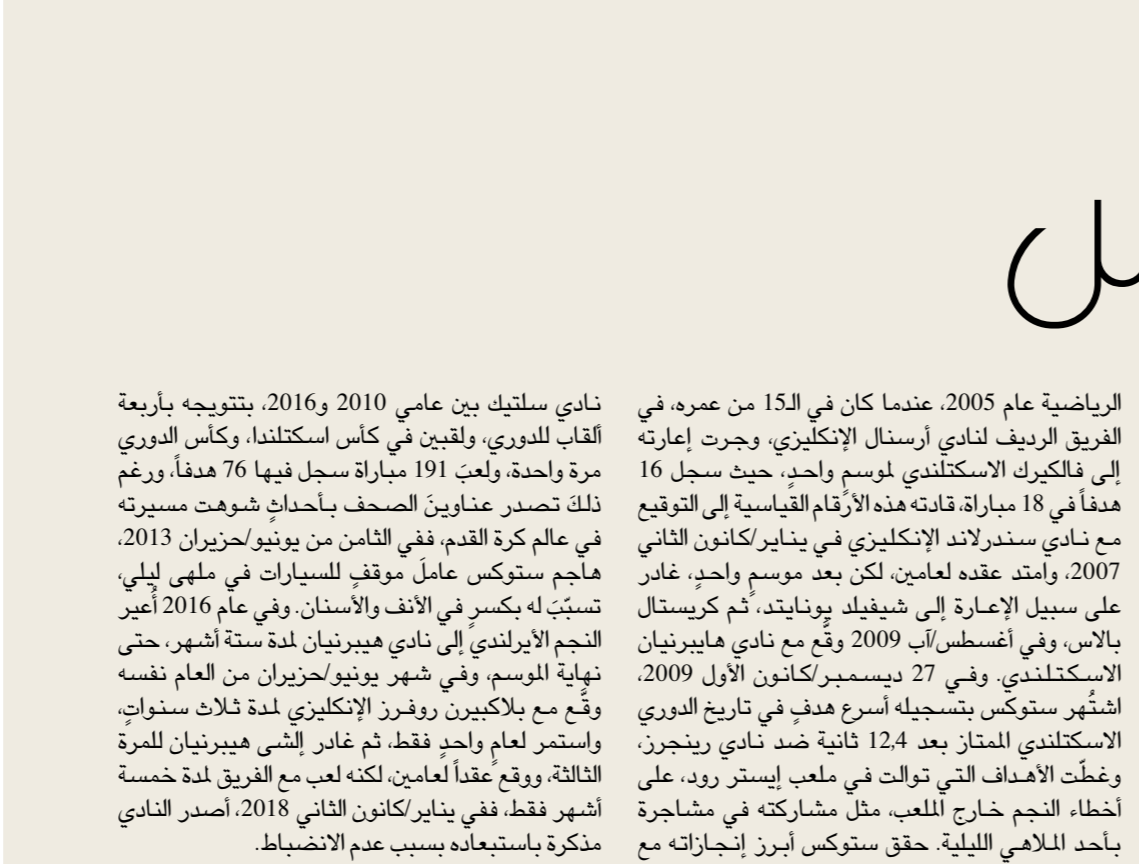 الرياضية عام 2005، عندما كان في الـ15 من عمره، في
الفريق الرديف لنادي أرسنال الإنكليزي، وجرت إعارته
إلى فالكيرك الاسكتلندي لموسمٍ واحدٍ، حيث سجل 16
هدفاً في 18 مباراة، قادته هذه الأرقام القياسية إلى التوقيع
مع نادي سندرلاند الإنكليزي في يناير/كانون الثاني
2007، وامتد عقده لعامين، لكن بعد موسمٍ واحدٍ، غادر
على سبيل الإعارة إلى شيفيلد يونايتد، ثم كريستال
بالاس، وفي أغسطس/آب 2009 وقّع مع نادي هايبرنيان
الاسكتلندي. وفي 27 ديسمبر/كانون الأول 2009،
اشتُهر ستوكس بتسجيله أسرع هدفٍ في تاريخ الدوري
الاسكتلندي الممتاز بعد 12,4 ثانية ضد نادي رينجرز،
وغطّت الأهداف التي توالت في ملعب إيستر رود، على
أخطاء النجم خارج الملعب، مثل مشاركته في مشاجرة
بأحد الملاهي الليلية. حقق ستوكس أبرز إنجازاته مع
نادي سلتيك بين عامي 2010 و2016، بتتويجه بأربعة
ألقاب للدوري، ولقبين في كأس اسكتلندا، وكأس الدوري
مرة واحدة، ولعبَ 191 مباراة سجل فيها 76 هدفاً، ورغم
ذلكَ تصدر عناوينَ الصحف بأحداثٍ شوهت مسيرته
في عالم كرة القدم، ففي الثامن من يونيو/حزيران 2013،
هاجم ستوكس عاملَ موقفٍ للسيارات في ملهى ليلي،
تسبّبَ له بكسرٍ في الأنف والأسنان. وفي عام 2016 أُعير
النجم الأيرلندي إلى نادي هيبرنيان لمدة ستة أشهر، حتى
نهاية الموسم، وفي شهر يونيو/حزيران من العام نفسه
وقّع مع بلاكبيرن روفرز الإنكليزي لمدة ثلاث سنواتٍ،
واستمر لعامٍ واحدٍ فقط، ثم غادر إلشى هيبرنيان للمرة
الثالثة، ووقع عقداً لعامين، لكنه لعب مع الفريق لمدة خمسة
أشهر فقط، ففي يناير/كانون الثاني 2018، أصدر النادي
مذكرة باستبعاده بسبب عدم الانضباط.